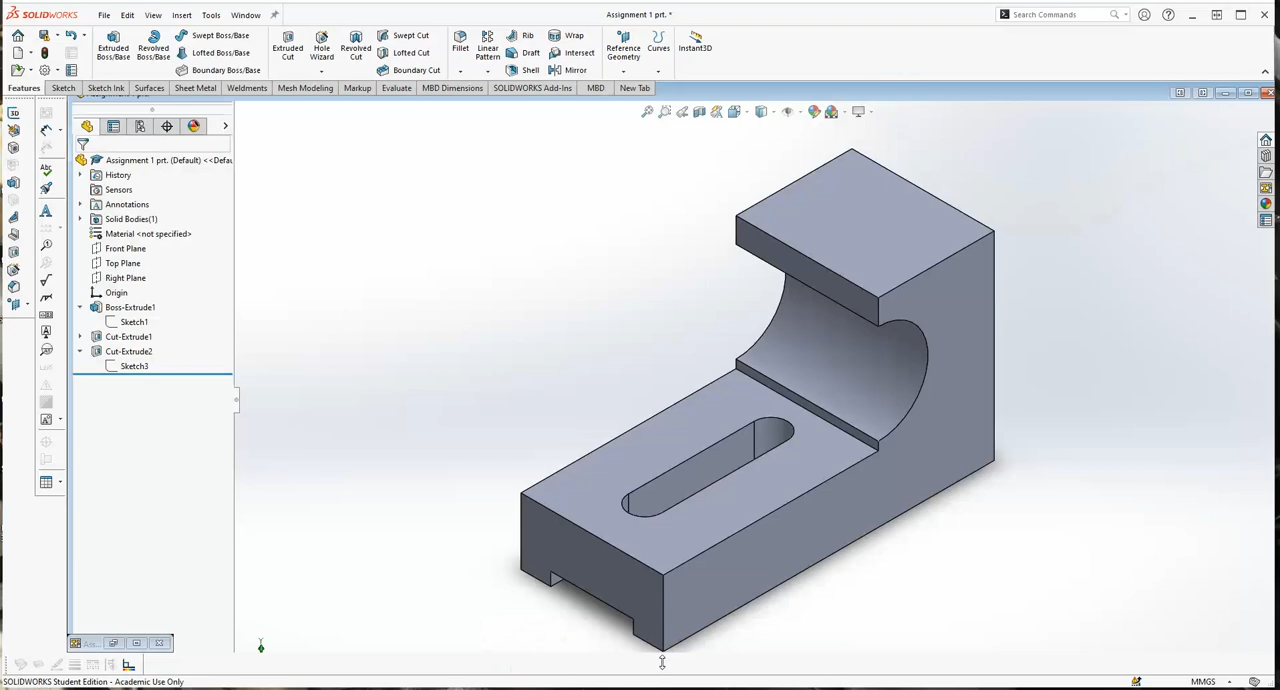 SOLIDWORKS File Edit View Insert Tools Window Assignment 1 prt. * Search Commands
Extruded Boss/Base
Revolved Boss/Base
Swept Boss/Base
Lofted Boss/Base
Boundary Boss/Base
Extruded Cut
Hole Wizard
Revolved Cut
Swept Cut
Lofted Cut
Boundary Cut
Fillet
Linear Pattern
Rib
Draft
Shell
Wrap
Intersect
Mirror
Reference Geometry
Curves
Instant3D
Features Sketch Sketch Ink Surfaces Sheet Metal Weldments Mesh Modeling Markup Evaluate MBD Dimensions SOLIDWORKS Add-Ins MBD New Tab
Assignment 1 prt. (Default) <<Defau
History
Sensors
Annotations
Solid Bodies(1)
Material <not specified>
Front Plane
Top Plane
Right Plane
Origin
Boss-Extrude1
Sketch1
Cut-Extrude1
Cut-Extrude2
Sketch3
Y
SOLIDWORKS Student Edition - Academic Use Only MMGS